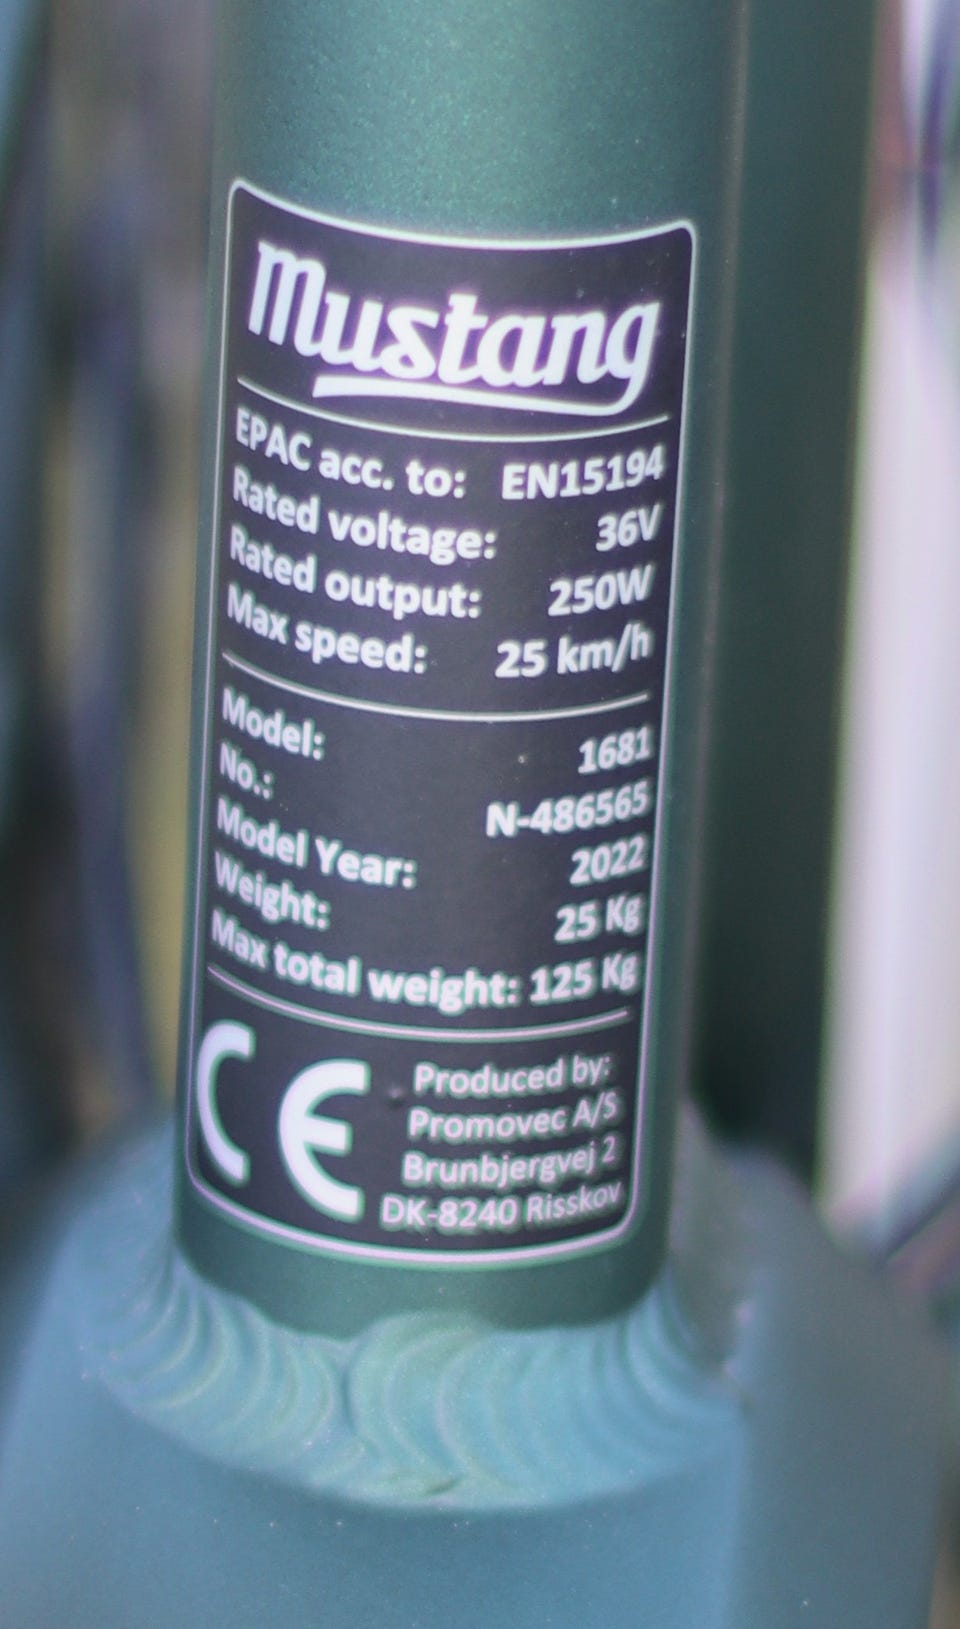 Mustang
EPAC acc. to: EN15194
Rated voltage: 36V
Rated output: 250W
Max speed: 25 km/h
Model: 1681
No.: N-486565
Model Year: 2022
Weight: 25 Kg
Max total weight: 125 Kg
CE
Produced by:
Promovec A/S
Brunbjergvej 2
DK-8240 Risskov